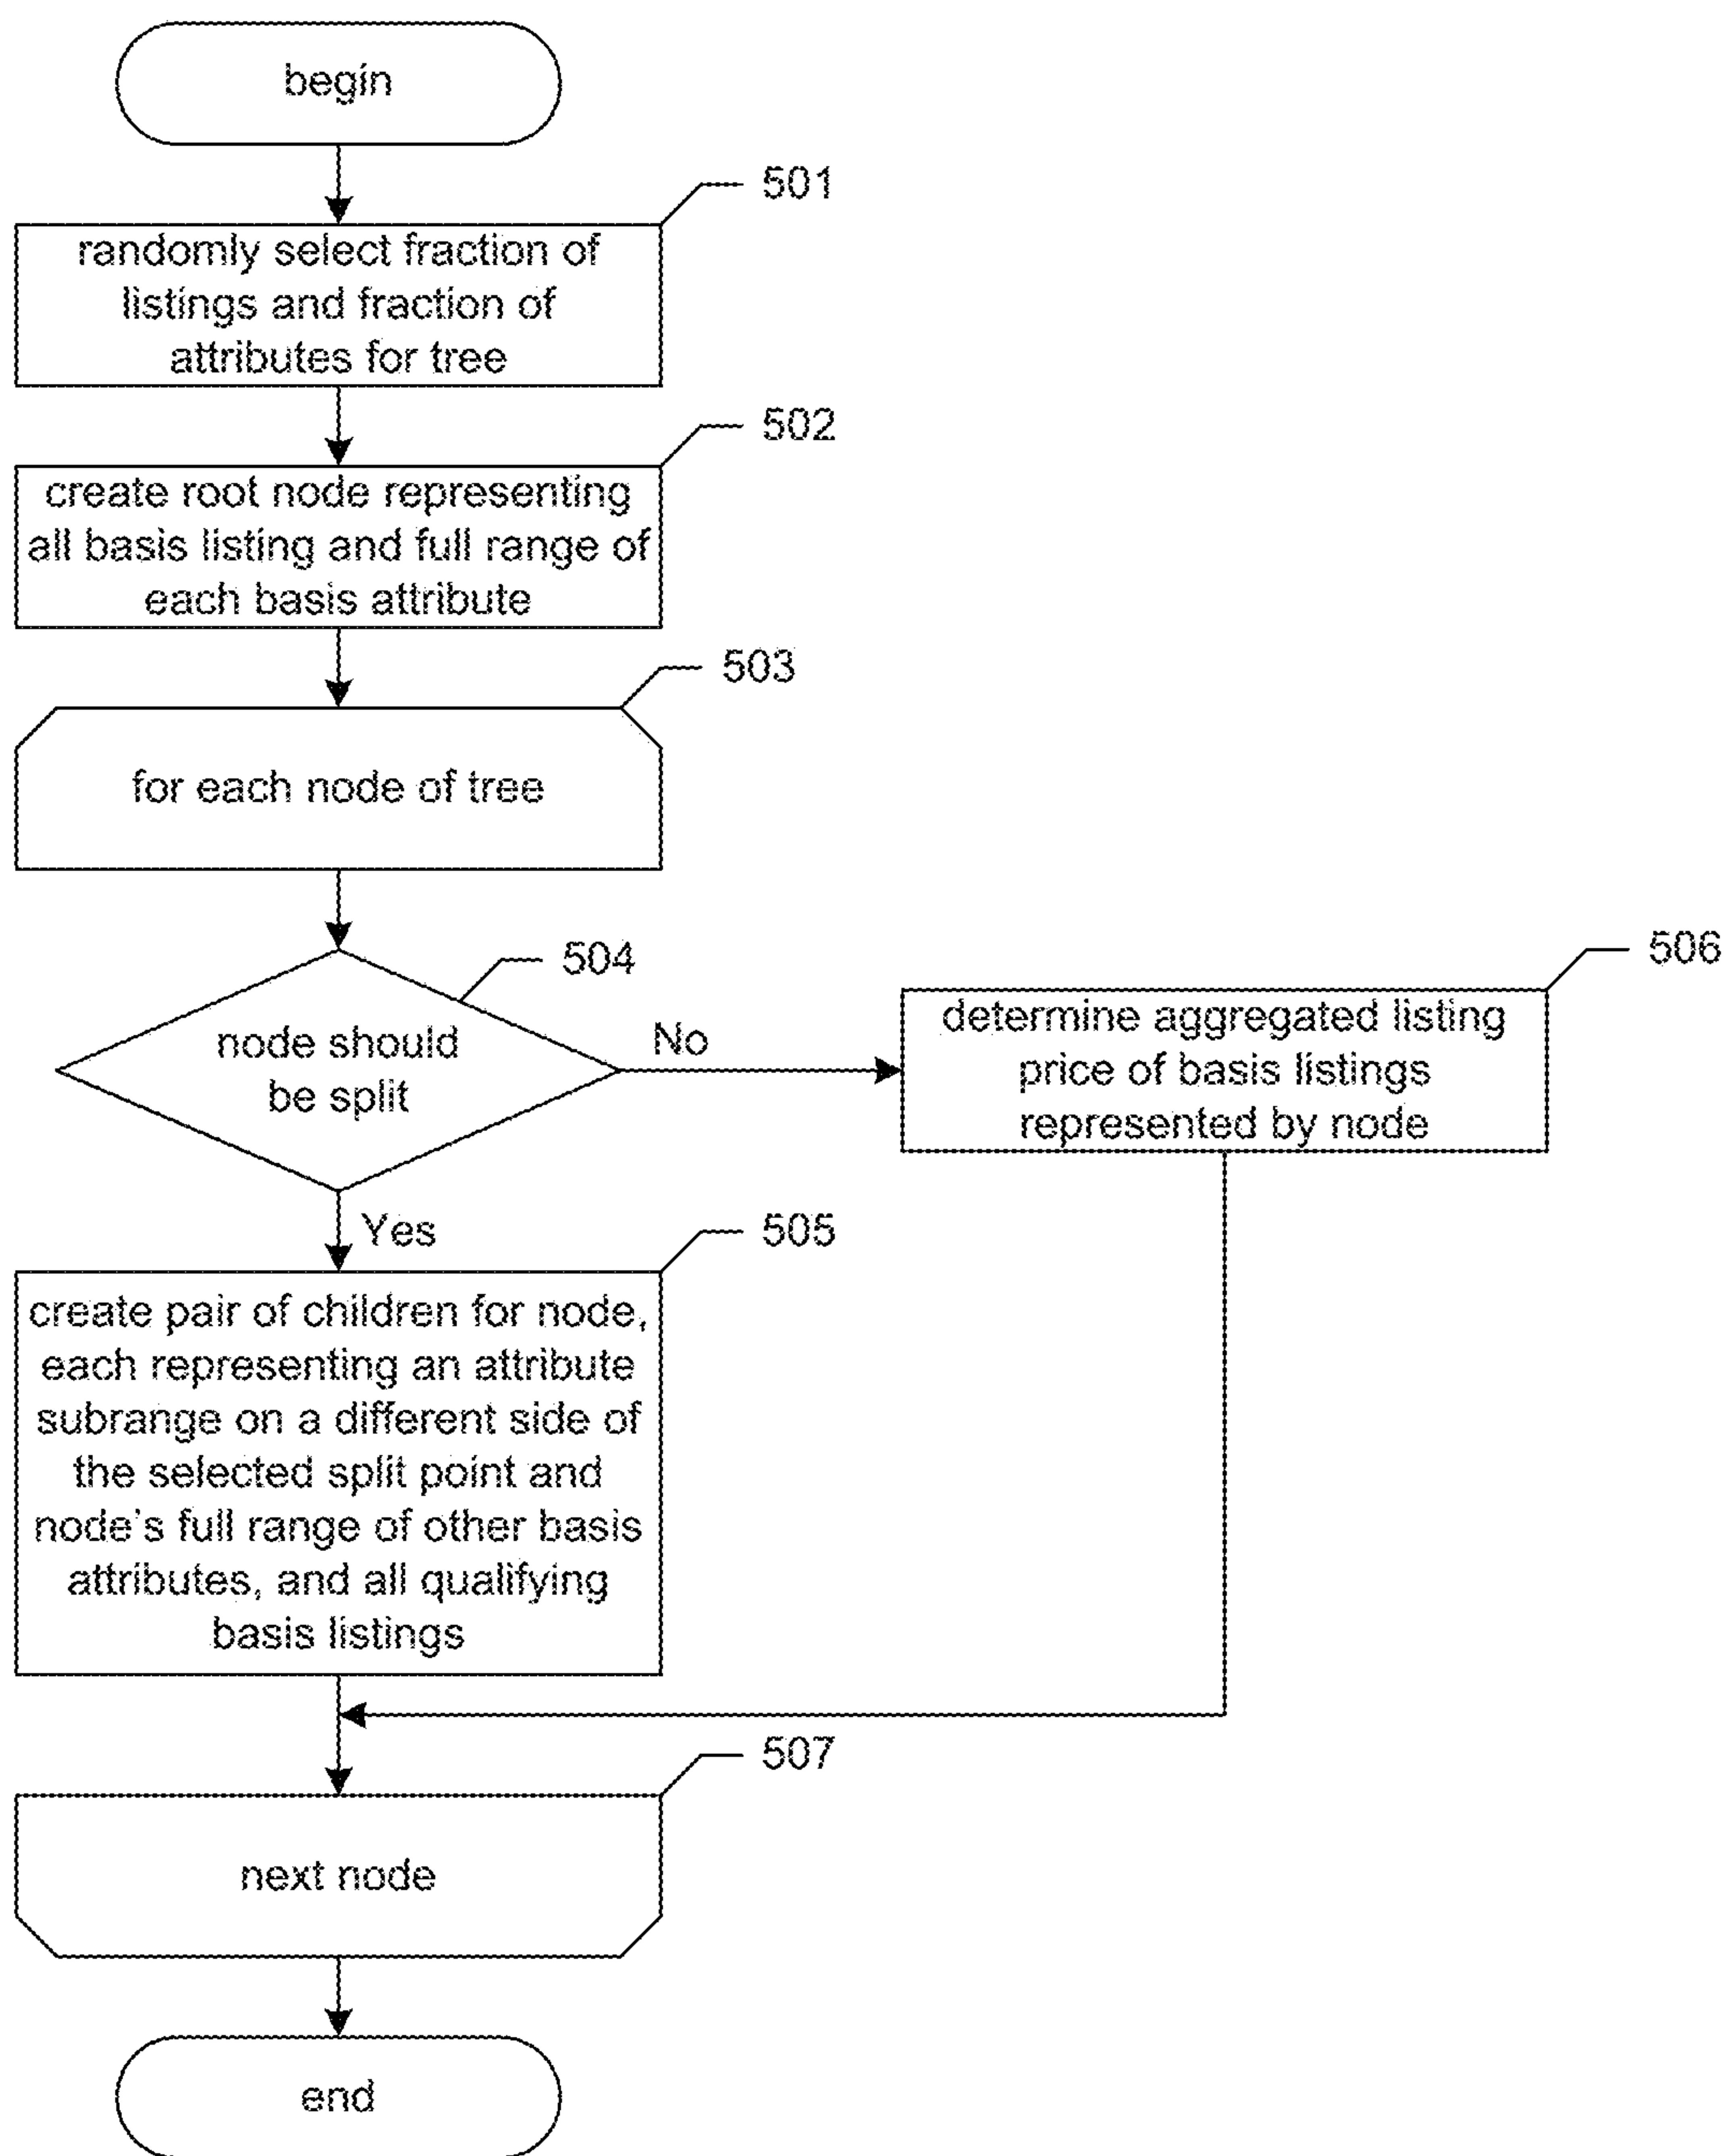 begin
501
randomly select fraction of
listings and fraction of
attributes for tree
502
create root node representing
all basis listing and full range of
each basis attribute
503
for each node of tree
504
node should
be split
No
506
determine aggregated listing
price of basis listings
represented by node
Yes
505
create pair of children for node,
each representing an attribute
subrange on a different side of
the selected split point and
node's full range of other basis
attributes, and all qualifying
basis listings
507
next node
end